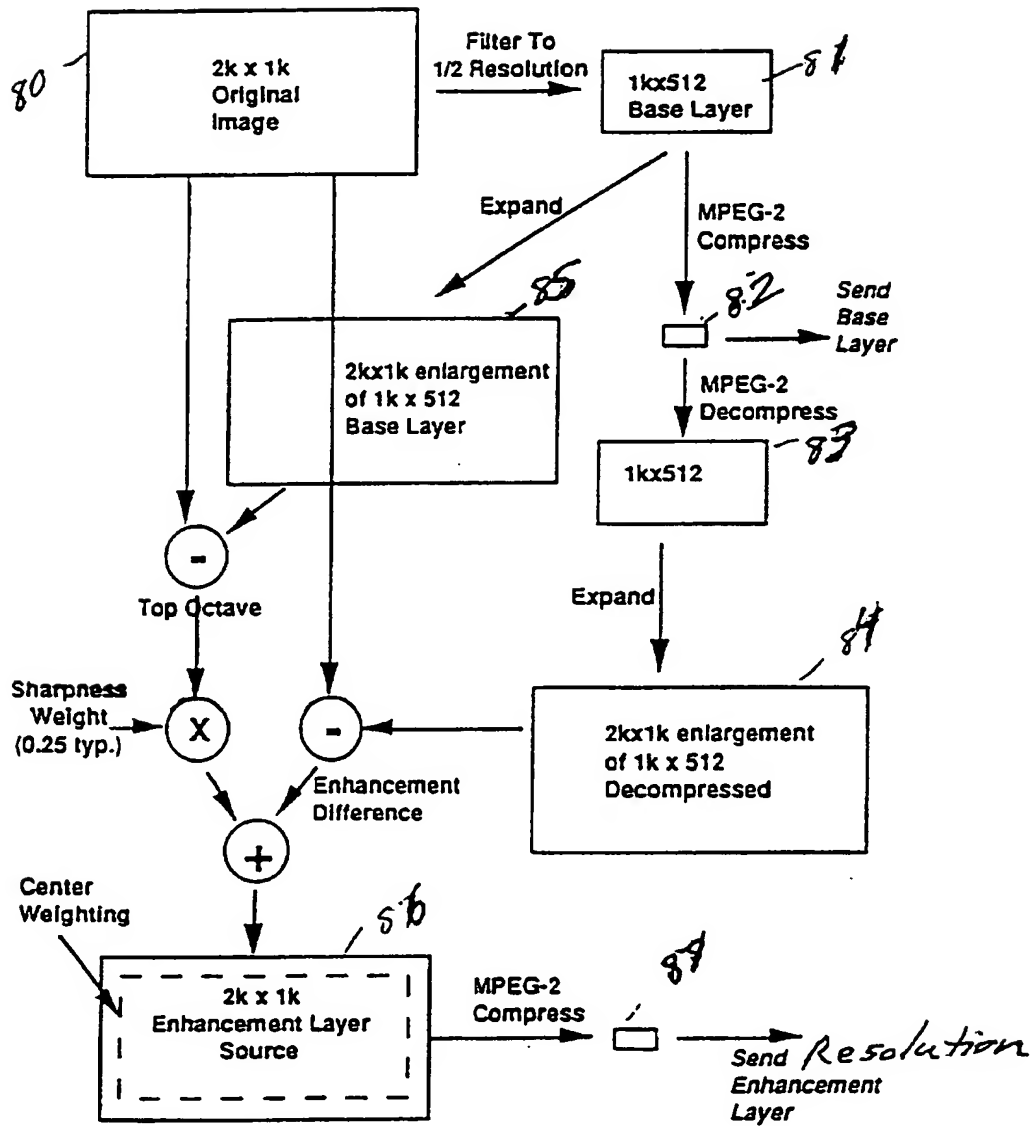 80
2k x 1k
Original
Image
Filter To
1/2 Resolution
81
1kx512
Base Layer
Expand
MPEG-2
Compress
85
82
Send
Base
Layer
2kx1k enlargement
of 1k x 512
Base Layer
MPEG-2
Decompress
83
1kx512
-
Top Octave
Expand
84
Sharpness
Weight
(0.25 typ.)
X
-
2kx1k enlargement
of 1k x 512
Decompressed
Enhancement
Difference
+
Center
Weighting
2k x 1k
Enhancement Layer
Source
MPEG-2
Compress
Send Resolution
Enhancement
Layer